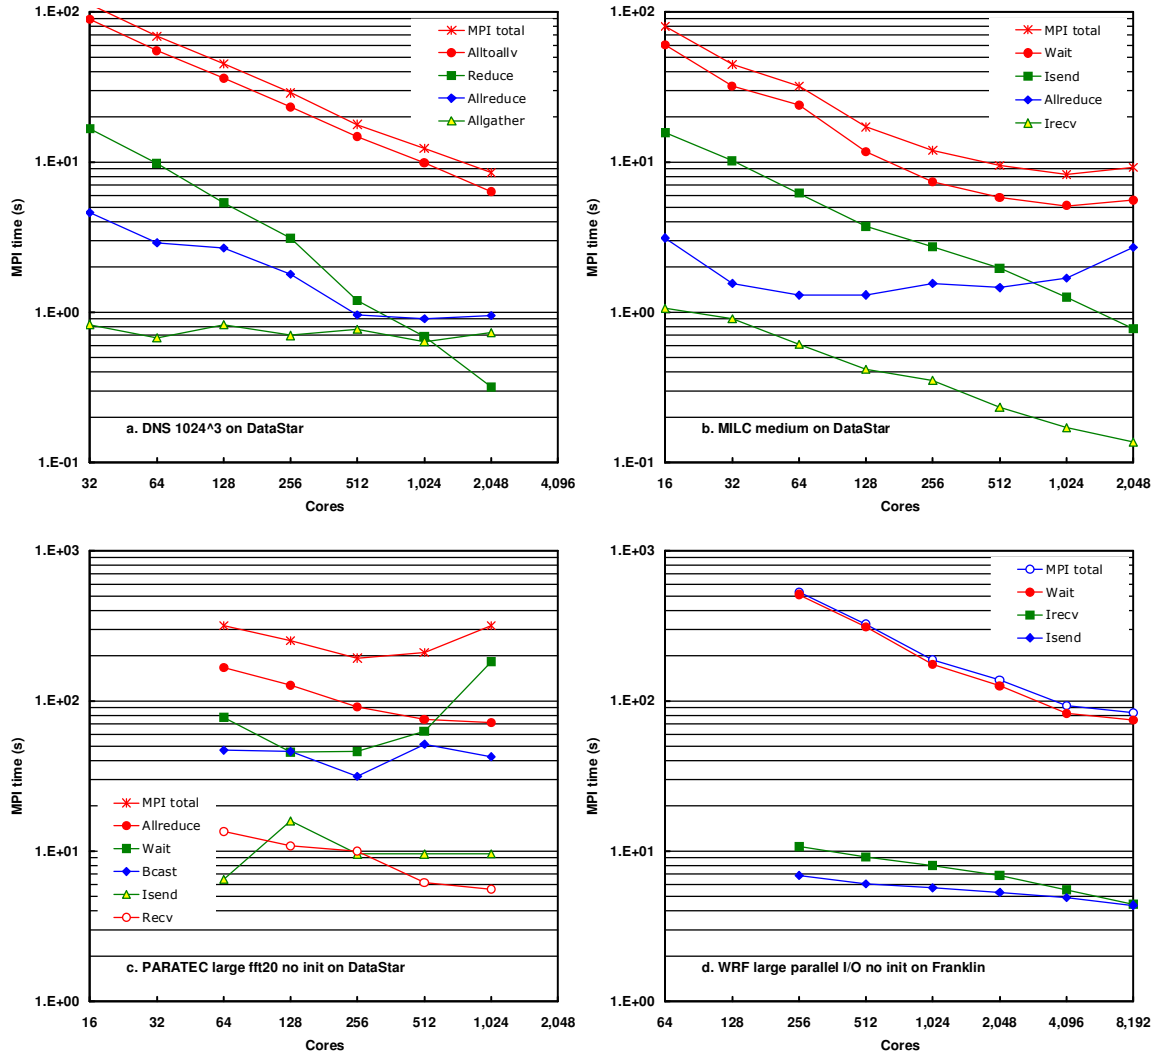 1.E+02
1.E+01
1.E+00
1.E-01
MPI time (s)
MPI total
Alltoallv
Reduce
Allreduce
Allgather
a. DNS 1024^3 on DataStar
32 64 128 256 512 1,024 2,048 4,096
Cores
1.E+02
1.E+01
1.E+00
1.E-01
MPI time (s)
MPI total
Wait
Isend
Allreduce
Irecv
b. MILC medium on DataStar
16 32 64 128 256 512 1,024 2,048
Cores
1.E+03
1.E+02
1.E+01
1.E+00
MPI time (s)
MPI total
Allreduce
Wait
Bcast
Isend
Recv
c. PARATEC large fft20 no init on DataStar
16 32 64 128 256 512 1,024 2,048
Cores
1.E+03
1.E+02
1.E+01
1.E+00
MPI time (s)
MPI total
Wait
Irecv
Isend
d. WRF large parallel I/O no init on Franklin
64 128 256 512 1,024 2,048 4,096 8,192
Cores